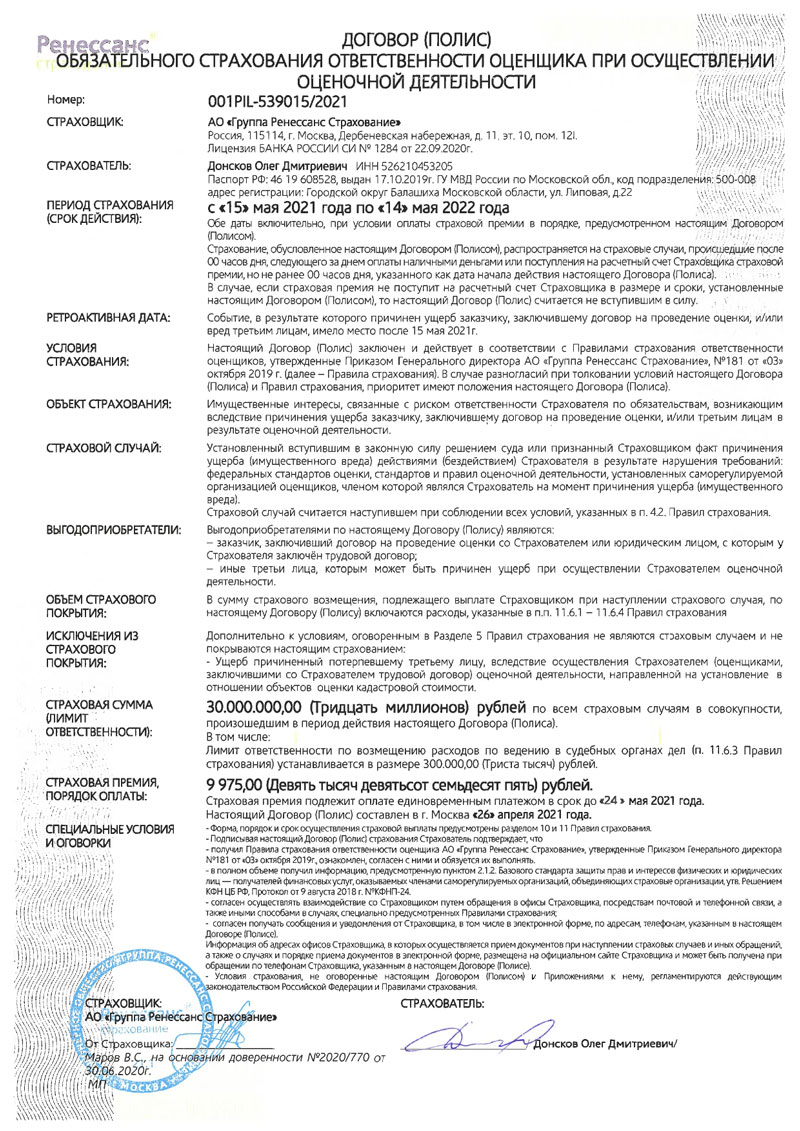 Ренессанс
страхование
ДОГОВОР (ПОЛИС)
ОБЯЗАТЕЛЬНОГО СТРАХОВАНИЯ ОТВЕТСТВЕННОСТИ ОЦЕНЩИКА ПРИ ОСУЩЕСТВЛЕНИИ
ОЦЕНОЧНОЙ ДЕЯТЕЛЬНОСТИ
Номер: 001PIL-539015/2021
СТРАХОВЩИК: АО «Группа Ренессанс Страхование»
Россия, 115114, г. Москва, Дербеневская набережная, д. 11. эт. 10, пом. 12I.
Лицензия БАНКА РОССИИ СИ № 1284 от 22.09.2020г.
СТРАХОВАТЕЛЬ: Донсков Олег Дмитриевич ИНН 526210453205
Паспорт РФ: 46 19 608528, выдан 17.10.2019г. ГУ МВД России по Московской обл., код подразделения: 500-008
адрес регистрации: Городской округ Балашиха Московской области, ул. Липовая, д.22
ПЕРИОД СТРАХОВАНИЯ с «15» мая 2021 года по «14» мая 2022 года
(СРОК ДЕЙСТВИЯ): Обе даты включительно, при условии оплаты страховой премии в порядке, предусмотренном настоящим Договором
(Полисом).
Страхование, обусловленное настоящим Договором (Полисом), распространяется на страховые случаи, происшедшие после
00 часов дня, следующего за днем оплаты наличными деньгами или поступления на расчетный счет Страховщика страховой
премии, но не ранее 00 часов дня, указанного как дата начала действия настоящего Договора (Полиса).
В случае, если страховая премия не поступит на расчетный счет Страховщика в размере и сроки, установленные
настоящим Договором (Полисом), то настоящий Договор (Полис) считается не вступившим в силу.
РЕТРОАКТИВНАЯ ДАТА: Событие, в результате которого причинен ущерб заказчику, заключившему договор на проведение оценки, и/или
вред третьим лицам, имело место после 15 мая 2021г.
УСЛОВИЯ Настоящий Договор (Полис) заключен и действует в соответствии с Правилами страхования ответственности
СТРАХОВАНИЯ: оценщиков, утвержденные Приказом Генерального директора АО «Группа Ренессанс Страхование», №181 от «03»
октября 2019 г. (далее – Правила страхования). В случае разногласий при толковании условий настоящего Договора
(Полиса) и Правил страхования, приоритет имеют положения настоящего Договора (Полиса).
ОБЪЕКТ СТРАХОВАНИЯ: Имущественные интересы, связанные с риском ответственности Страхователя по обязательствам, возникающим
вследствие причинения ущерба заказчику, заключившему договор на проведение оценки, и/или третьим лицам в
результате оценочной деятельности.
СТРАХОВОЙ СЛУЧАЙ: Установленный вступившим в законную силу решением суда или признанный Страховщиком факт причинения
ущерба (имущественного вреда) действиями (бездействием) Страхователя в результате нарушения требований:
федеральных стандартов оценки, стандартов и правил оценочной деятельности, установленных саморегулируемой
организацией оценщиков, членом которой являлся Страхователь на момент причинения ущерба (имущественного
вреда).
Страховой случай считается наступившем при соблюдении всех условий, указанных в п. 4.2. Правил страхования.
ВЫГОДОПРИОБРЕТАТЕЛИ: Выгодоприобретателями по настоящему Договору (Полису) являются:
– заказчик, заключивший договор на проведение оценки со Страхователем или юридическим лицом, с которым у
Страхователя заключён трудовой договор;
– иные третьи лица, которым может быть причинен ущерб при осуществлении Страхователем оценочной
деятельности.
ОБЪЕМ СТРАХОВОГО В сумму страхового возмещения, подлежащего выплате Страховщиком при наступлении страхового случая, по
ПОКРЫТИЯ: настоящему Договору (Полису) включаются расходы, указанные в п.п. 11.6.1 – 11.6.4 Правил страхования
ИСКЛЮЧЕНИЯ ИЗ Дополнительно к условиям, оговоренным в Разделе 5 Правил страхования не являются страховым случаем и не
СТРАХОВОГО покрываются настоящим страхованием:
ПОКРЫТИЯ: - Ущерб причиненный потерпевшему третьему лицу, вследствие осуществления Страхователем (оценщиками,
заключившими со Страхователем трудовой договор) оценочной деятельности, направленной на установление в
отношении объектов оценки кадастровой стоимости.
СТРАХОВАЯ СУММА 30.000.000,00 (Тридцать миллионов) рублей по всем страховым случаям в совокупности,
(ЛИМИТ произошедшим в период действия настоящего Договора (Полиса).
ОТВЕТСТВЕННОСТИ): В том числе:
Лимит ответственности по возмещению расходов по ведению в судебных органах дел (п. 11.6.3 Правил
страхования) устанавливается в размере 300.000,00 (Триста тысяч) рублей.
СТРАХОВАЯ ПРЕМИЯ, 9 975,00 (Девять тысяч девятьсот семьдесят пять) рублей.
ПОРЯДОК ОПЛАТЫ: Страховая премия подлежит оплате единовременным платежом в срок до «24 » мая 2021 года.
Настоящий Договор (Полис) составлен в г. Москва «26» апреля 2021 года.
СПЕЦИАЛЬНЫЕ УСЛОВИЯ - Форма, порядок и срок осуществления страховой выплаты предусмотрены разделом 10 и 11 Правил страхования.
И ОГОВОРКИ - Подписывая настоящий Договор (Полис) страхования Страхователь подтверждает, что
- получил Правила страхования ответственности оценщика АО «Группа Ренессанс Страхование», утвержденные Приказом Генерального директора
№181 от «03» октября 2019г., ознакомлен, согласен с ними и обязуется их выполнять.
- в полном объеме получил информацию, предусмотренную пунктом 2.1.2. Базового стандарта защиты прав и интересов физических и юридических
лиц — получателей финансовых услуг, оказываемых членами саморегулируемых организаций, объединяющих страховые организации, утв. Решением
КФН ЦБ РФ, Протокол от 9 августа 2018 г. №КФНП-24.
- согласен осуществлять взаимодействие со Страховщиком путем обращения в офисы Страховщика, посредствам почтовой и телефонной связи, а
также иными способами в случаях, специально предусмотренных Правилами страхования;
- согласен получать сообщения и уведомления от Страховщика, в том числе в электронной форме, по адресам, телефонам, указанным в настоящем
Договоре (Полисе).
Информация об адресах офисов Страховщика, в которых осуществляется прием документов при наступлении страховых случаев и иных обращений,
а также о случаях и порядке приема документов в электронной форме, размещена на официальном сайте Страховщика и может быть получена при
обращении по телефонам Страховщика, указанным в настоящем Договоре (Полисе).
- Условия страхования, не оговоренные настоящим Договором (Полисом) и Приложениями к нему, регламентируются действующим
законодательством Российской Федерации и Правилами страхования.
СТРАХОВЩИК: СТРАХОВАТЕЛЬ:
АО «Группа Ренессанс Страхование»
От Страховщика: Донсков Олег Дмитриевич/
Маров В.С., на основании доверенности №2020/770 от
30.06.2020г.
МП
Ренессанс
страхование
МОСКВА